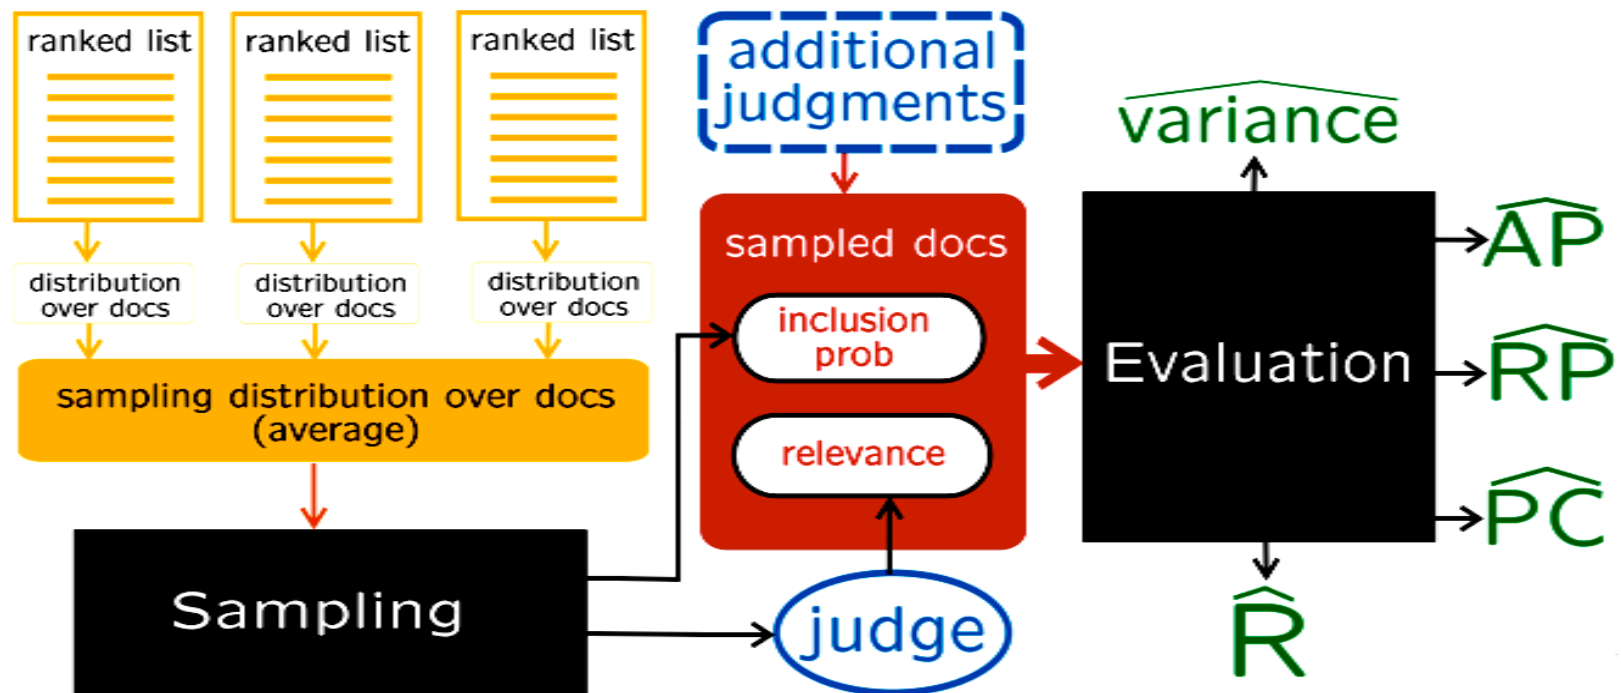 ranked list
ranked list
ranked list
distribution
over docs
distribution
over docs
distribution
over docs
sampling distribution over docs
(average)
Sampling
additional
judgments
sampled docs
inclusion
prob
relevance
judge
Evaluation
variance
AP
RP
PC
R